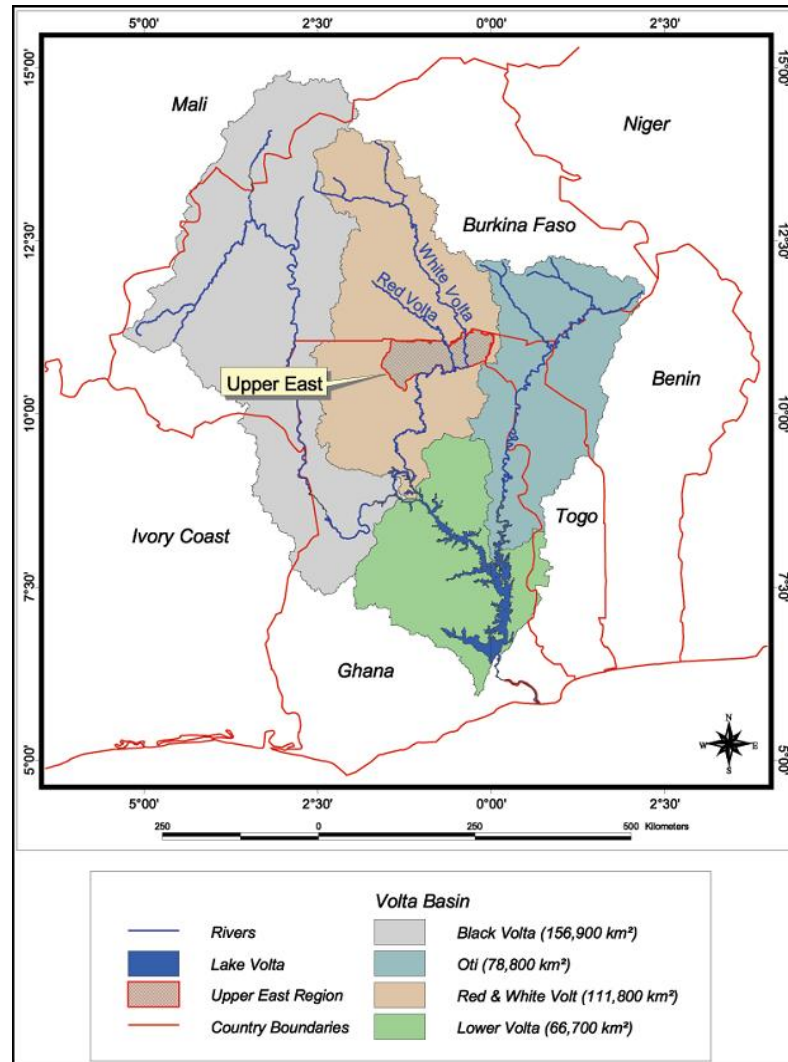 5°00' 2°30' 0°00' 2°30'
15°00' 15°00'
Mali
Niger
12°30' 12°30'
Burkina Faso
White Volta
Red Volta
Upper East
Benin
10°00' 10°00'
Togo
Ivory Coast
7°30' 7°30'
Ghana
N
W E
S
5°00' 5°00'
5°00' 2°30' 0°00' 2°30'
250 0 250 500 Kilometers
Volta Basin
Rivers
Lake Volta
Upper East Region
Country Boundaries
Black Volta (156,900 km²)
Oti (78,800 km²)
Red & White Volt (111,800 km²)
Lower Volta (66,700 km²)